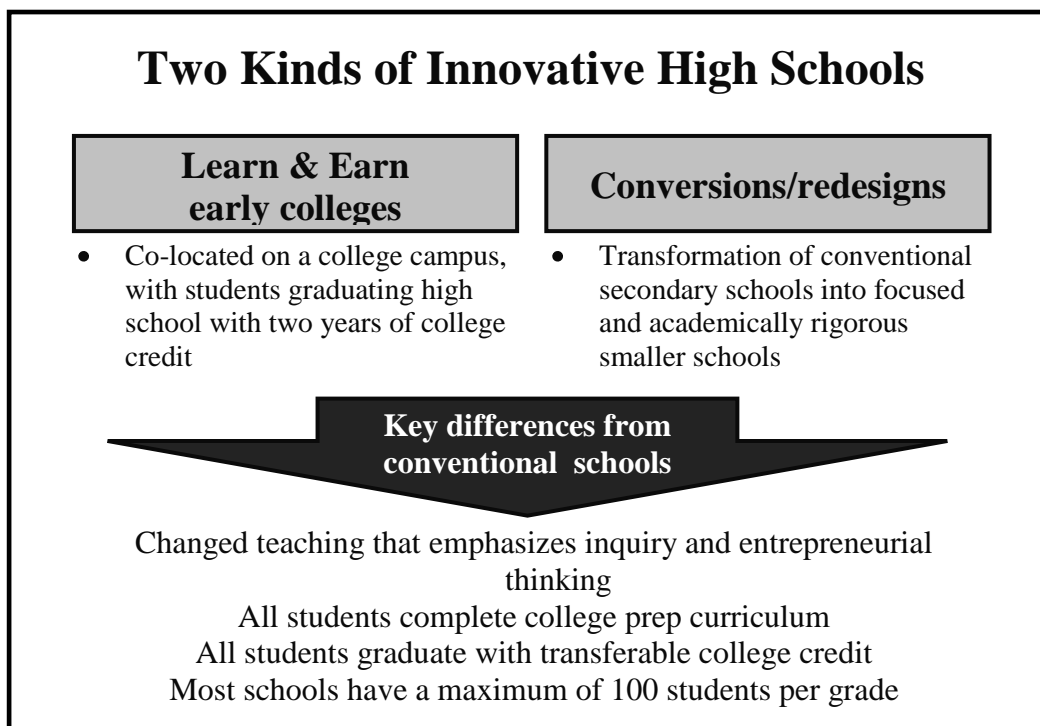 Two Kinds of Innovative High Schools
Learn & Earn
early colleges
• Co-located on a college campus,
with students graduating high
school with two years of college
credit
Conversions/redesigns
• Transformation of conventional
secondary schools into focused
and academically rigorous
smaller schools
Key differences from
conventional schools
Changed teaching that emphasizes inquiry and entrepreneurial
thinking
All students complete college prep curriculum
All students graduate with transferable college credit
Most schools have a maximum of 100 students per grade